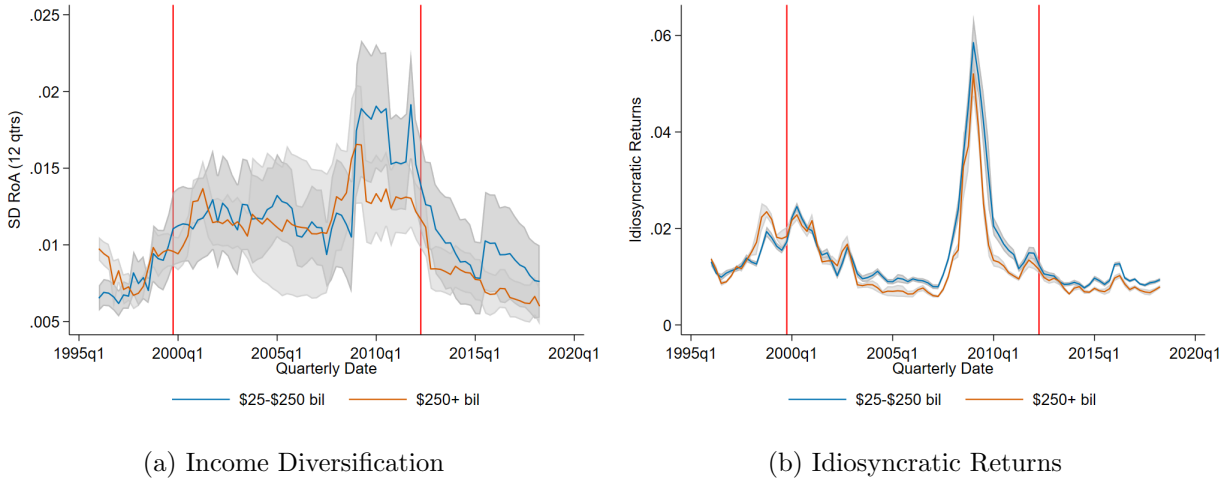 SD RoA (12 qtrs)
.025
.02
.015
.01
.005
1995q1 2000q1 2005q1 2010q1 2015q1 2020q1
Quarterly Date
$25-$250 bil $250+ bil
(a) Income Diversification
Idiosyncratic Returns
.06
.04
.02
0
1995q1 2000q1 2005q1 2010q1 2015q1 2020q1
Quarterly Date
$25-$250 bil $250+ bil
(b) Idiosyncratic Returns